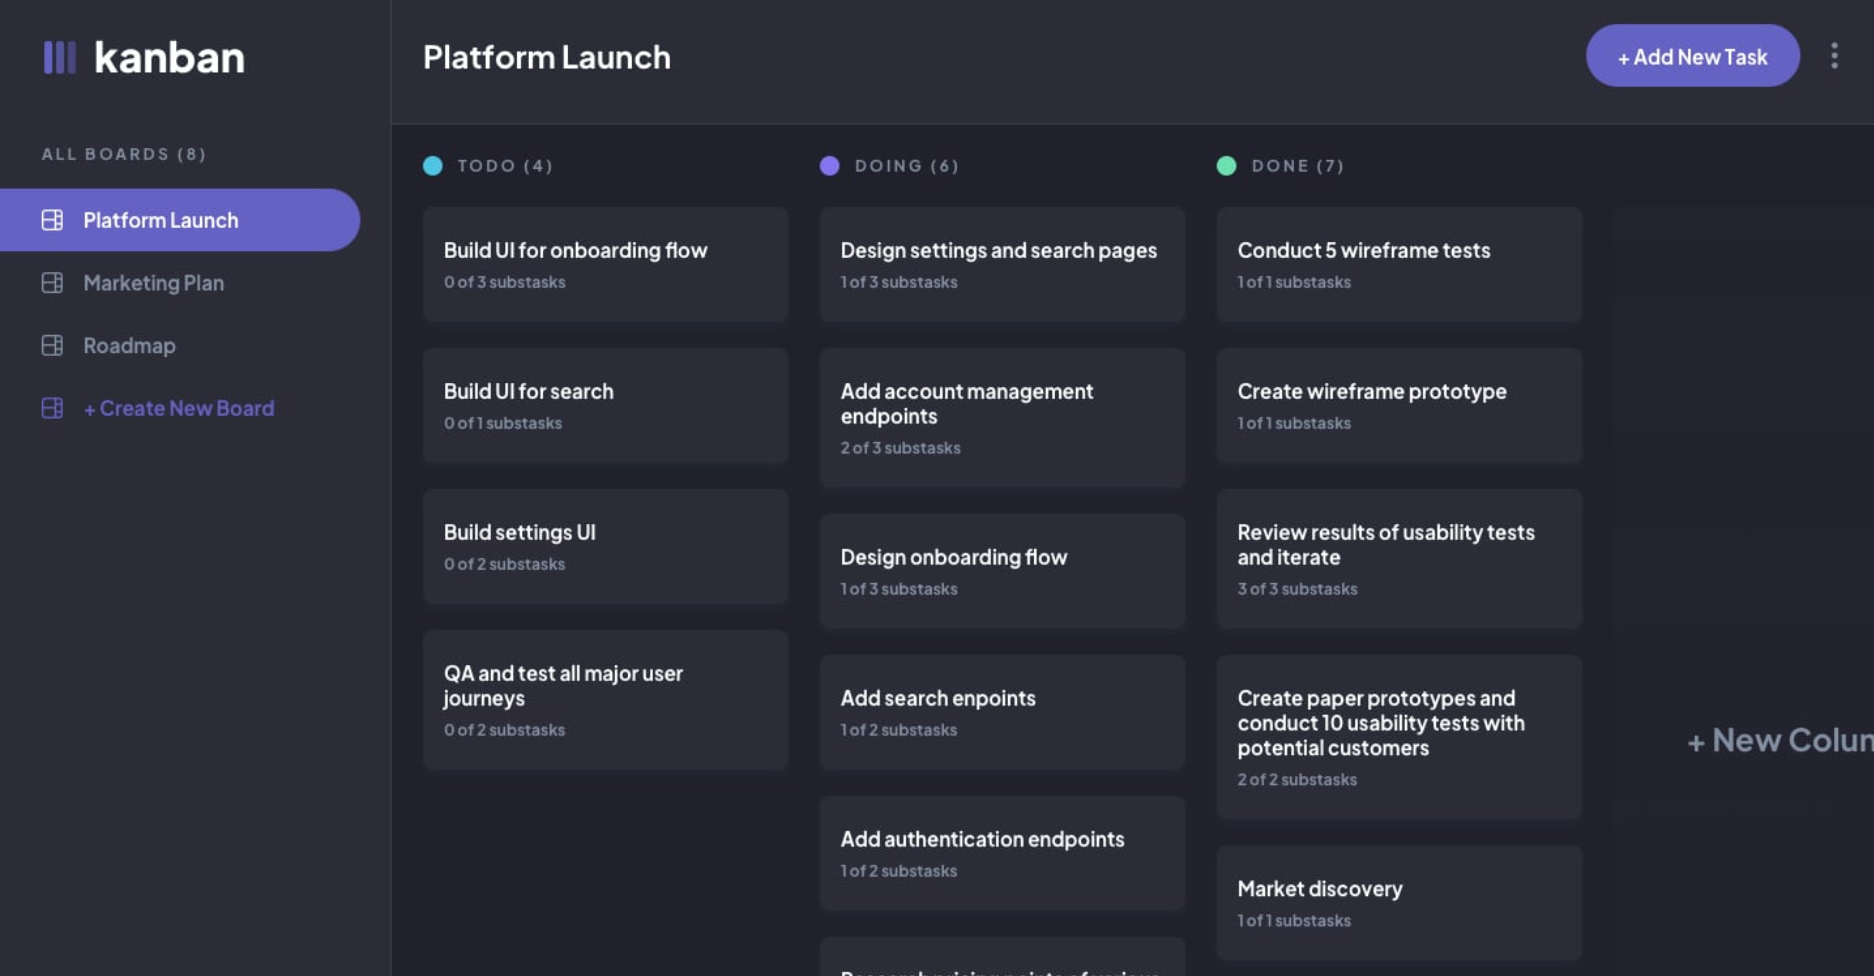 kanban
ALL BOARDS (8)
Platform Launch
Marketing Plan
Roadmap
+ Create New Board
Platform Launch
+ Add New Task
TODO (4)
Build UI for onboarding flow
0 of 3 substasks
Build UI for search
0 of 1 substasks
Build settings UI
0 of 2 substasks
QA and test all major user
journeys
0 of 2 substasks
DOING (6)
Design settings and search pages
1 of 3 substasks
Add account management
endpoints
2 of 3 substasks
Design onboarding flow
1 of 3 substasks
Add search enpoints
1 of 2 substasks
Add authentication endpoints
1 of 2 substasks
DONE (7)
Conduct 5 wireframe tests
1 of 1 substasks
Create wireframe prototype
1 of 1 substasks
Review results of usability tests
and iterate
3 of 3 substasks
Create paper prototypes and
conduct 10 usability tests with
potential customers
2 of 2 substasks
Market discovery
1 of 1 substasks
+ New Colum